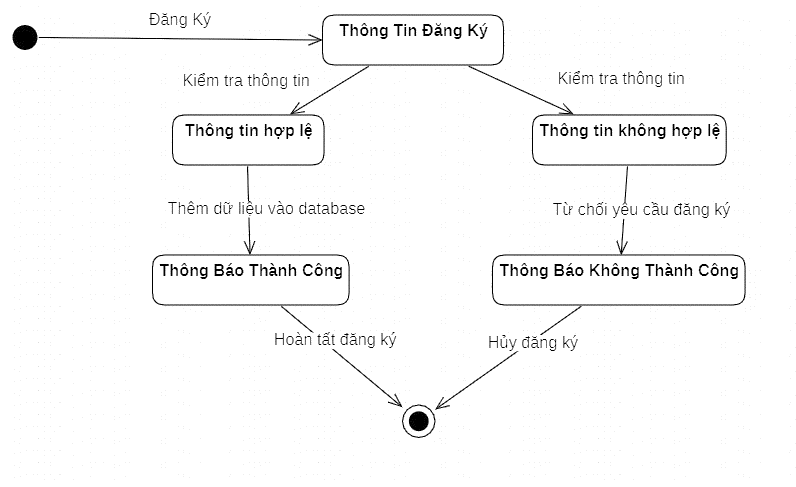 Đăng Ký
Thông Tin Đăng Ký
Kiểm tra thông tin
Kiểm tra thông tin
Thông tin hợp lệ
Thông tin không hợp lệ
Thêm dữ liệu vào database
Từ chối yêu cầu đăng ký
Thông Báo Thành Công
Thông Báo Không Thành Công
Hoàn tất đăng ký
Hủy đăng ký